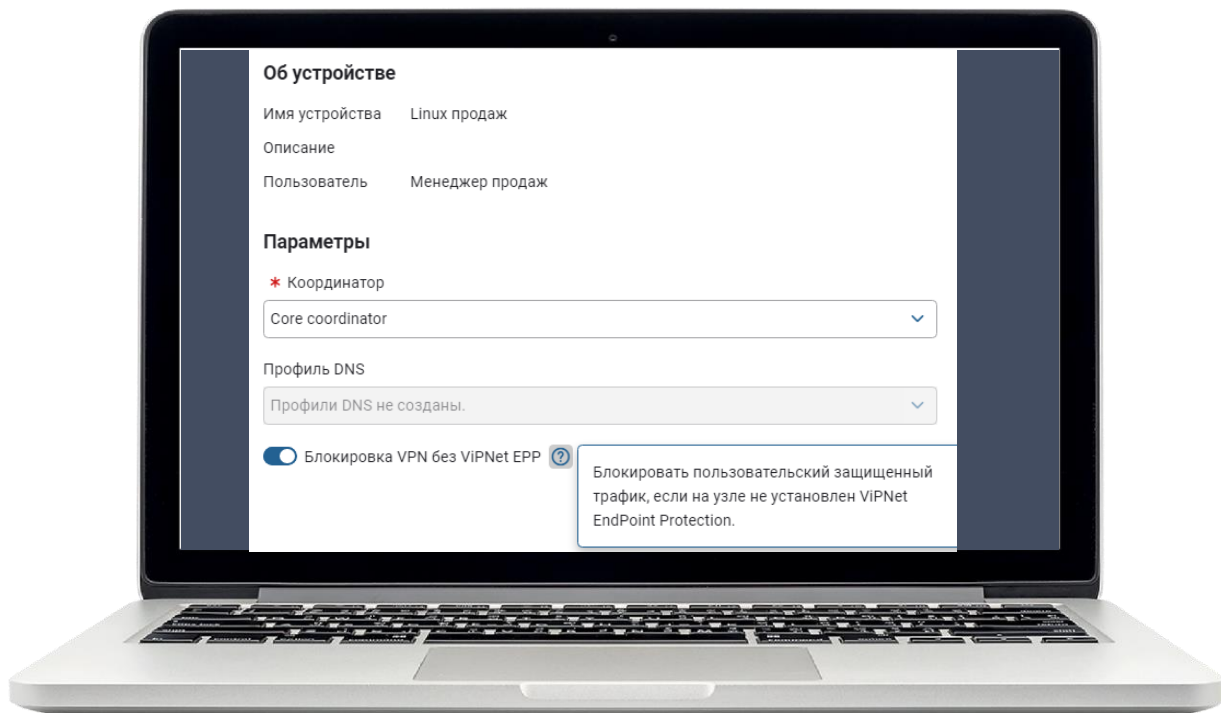 Об устройстве
Имя устройства Linux продаж
Описание
Пользователь Менеджер продаж
Параметры
* Координатор
Core coordinator
Профиль DNS
Профили DNS не созданы.
Блокировка VPN без ViPNet EPP ?
Блокировать пользовательский защищенный
трафик, если на узле не установлен ViPNet
EndPoint Protection.